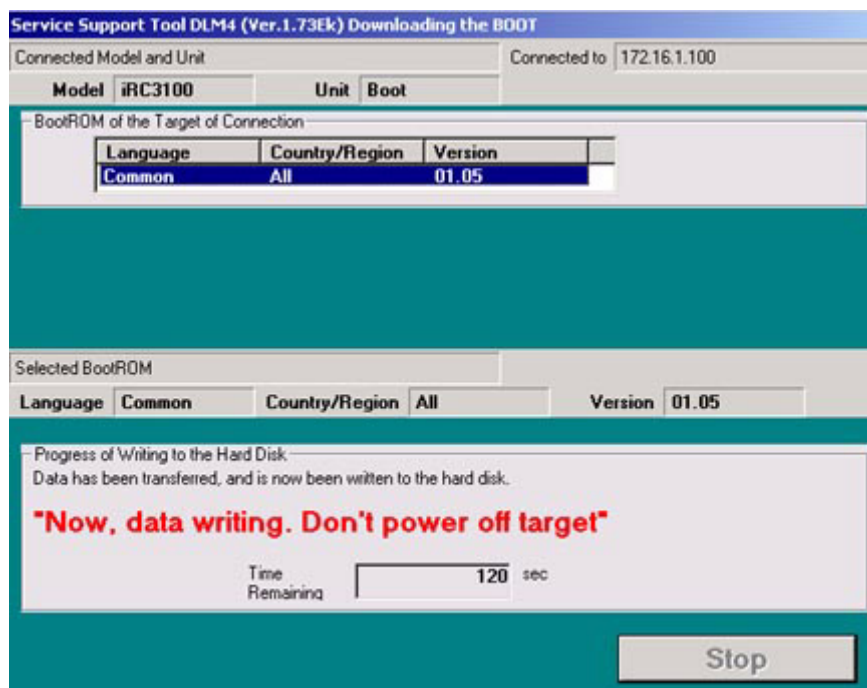 Service Support Tool DLM4 (Ver.1.73Ek) Downloading the BOOT
Connected Model and Unit Connected to 172.16.1.100
Model iRC3100 Unit Boot
BootROM of the Target of Connection
Language Country/Region Version
Common All 01.05
Selected BootROM
Language Common Country/Region All Version 01.05
Progress of Writing to the Hard Disk
Data has been transferred, and is now been written to the hard disk.
"Now, data writing. Don't power off target"
Time
Remaining 120 sec
Stop